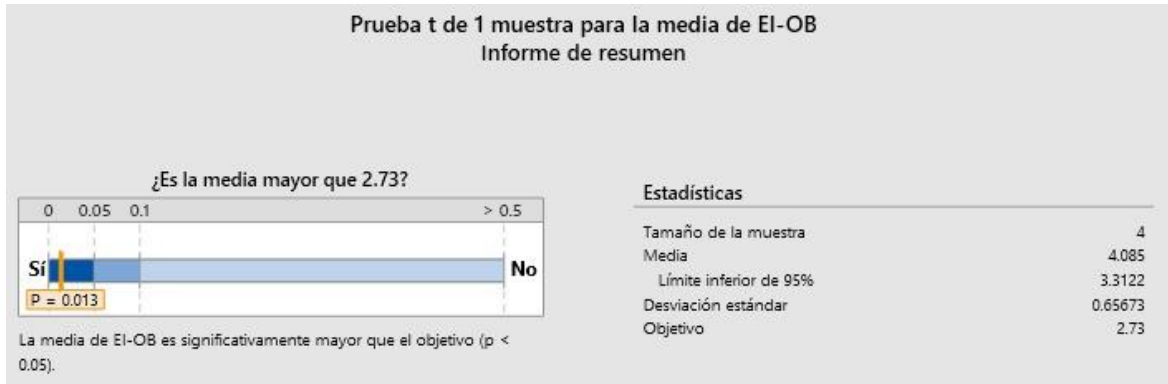 Prueba t de 1 muestra para la media de EI-OB
Informe de resumen
¿Es la media mayor que 2.73?
0 0.05 0.1 > 0.5
Sí No
P = 0.013
La media de EI-OB es significativamente mayor que el objetivo (p <
0.05).
Estadísticas
Tamaño de la muestra 4
Media 4.085
Límite inferior de 95% 3.3122
Desviación estándar 0.65673
Objetivo 2.73